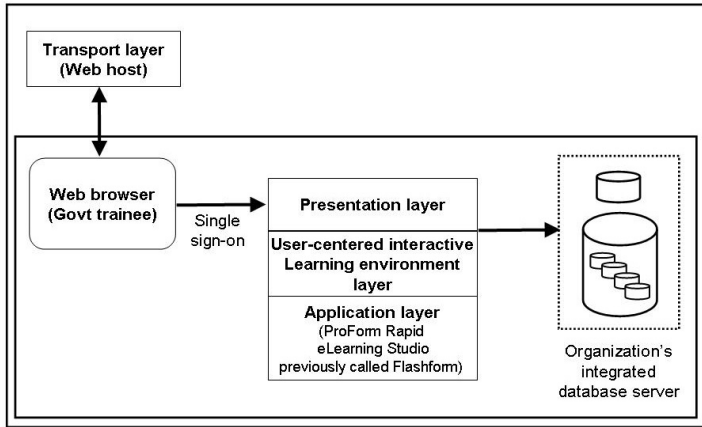 Transport layer
(Web host)
Web browser
(Govt trainee)
Single
sign-on
Presentation layer
User-centered interactive
Learning environment
layer
Application layer
(ProForm Rapid
eLearning Studio
previously called Flashform)
Organization's
integrated
database server